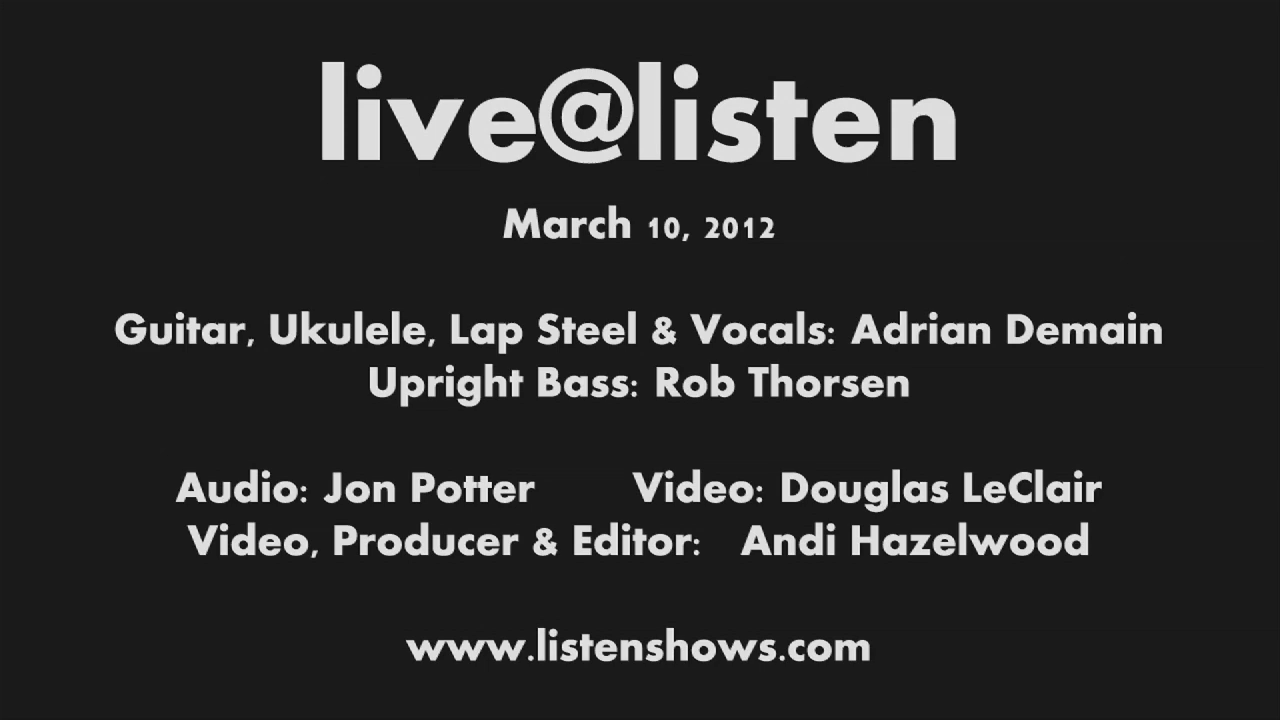 live@listen
March 10, 2012
Guitar, Ukulele, Lap Steel & Vocals: Adrian Demain
Upright Bass: Rob Thorsen
Audio: Jon Potter Video: Douglas LeClair
Video, Producer & Editor: Andi Hazelwood
www.listenshows.com